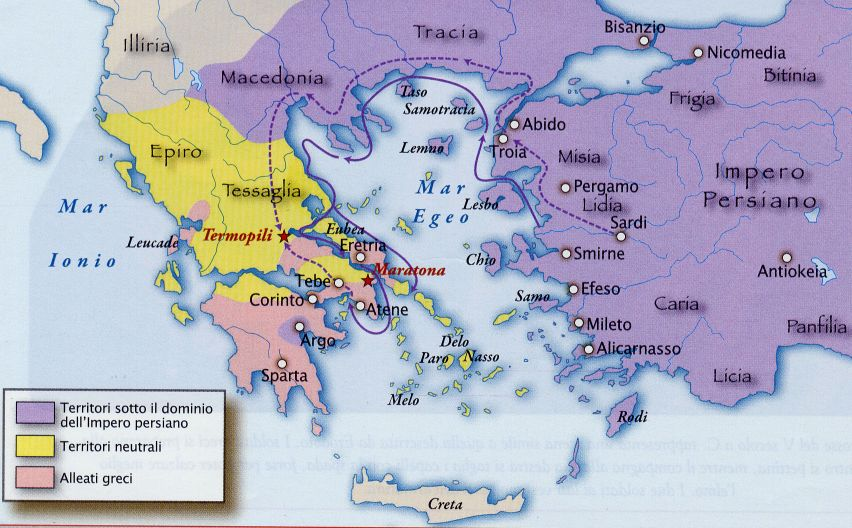 Illiria
Tracia
Bisanzio
Nicomedia
Macedonia
Bitinia
Taso
Frigia
Samotracia
Abido
Epiro
Lemno
Troia
Misia
Impero
Persiano
Tessaglia
Mar
Egeo
Pergamo
Lidia
Mar
Ionio
Lesbo
Sardi
Leucade
Termopili
Eubea
Eretria
Smirne
Chio
Antiokeia
Maratona
Tebe
Efeso
Corinto
Atene
Samo
Caria
Mileto
Panfilia
Argo
Delo
Alicarnasso
Paro
Nasso
Sparta
Licia
Melo
Rodi
Creta
Territori sotto il dominio
dell'Impero persiano
Territori neutrali
Alleati greci